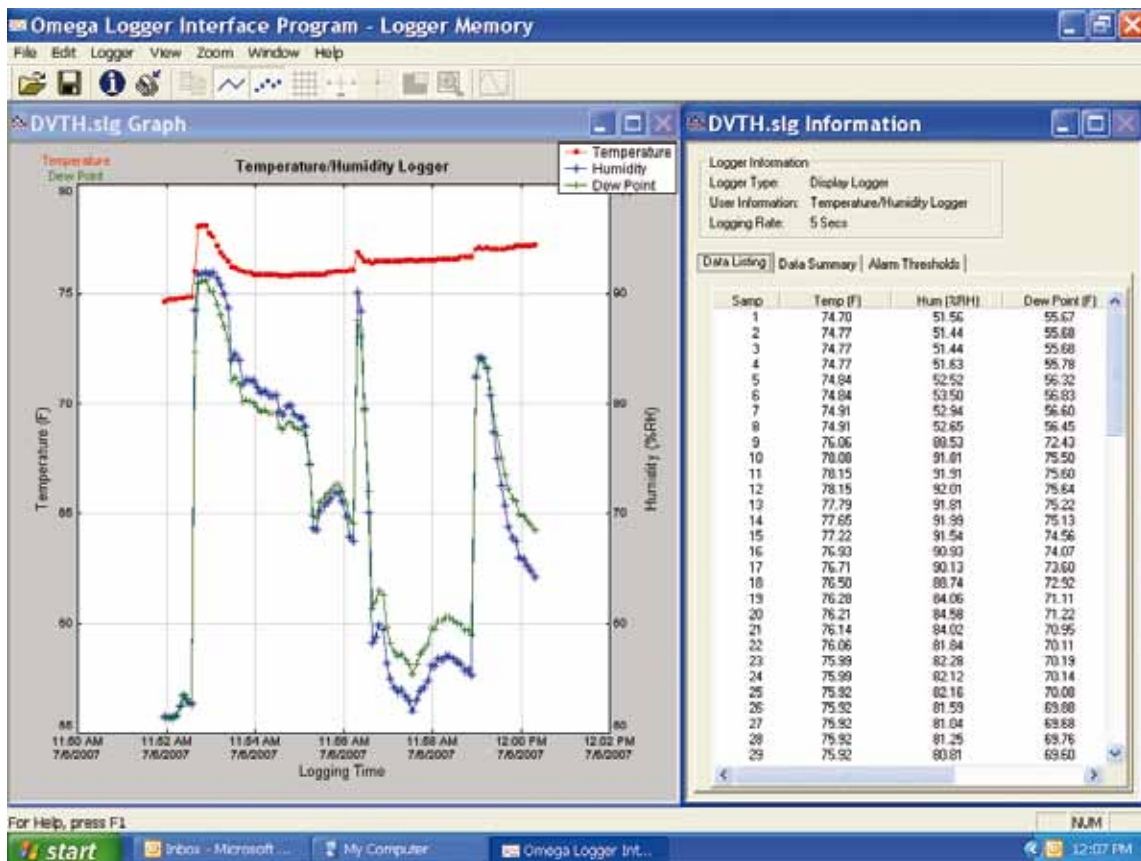 Omega Logger Interface Program - Logger Memory
File Edit Logger View Zoom Window Help
DVTH.slg Graph
Temperature
Dew Point
Temperature/Humidity Logger
Temperature
Humidity
Dew Point
80
75
70
65
60
55
90
80
70
60
50
Temperature (F)
Humidity (%RH)
11:50 AM 11:52 AM 11:54 AM 11:56 AM 11:58 AM 12:00 PM 12:02 PM
7/6/2007 7/6/2007 7/6/2007 7/6/2007 7/6/2007 7/6/2007 7/6/2007
Logging Time
DVTH.slg Information
Logger Information
Logger Type: Display Logger
User Information: Temperature/Humidity Logger
Logging Rate: 5 Secs
Data Listing Data Summary Alarm Thresholds
Samp Temp (F) Hum (%RH) Dew Point (F)
1 74.70 51.56 55.67
2 74.77 51.44 55.68
3 74.77 51.44 55.68
4 74.77 51.63 55.78
5 74.84 52.52 56.32
6 74.84 53.50 56.83
7 74.91 52.94 56.60
8 74.91 52.65 56.45
9 76.06 88.53 72.43
10 78.08 91.81 75.50
11 78.15 91.91 75.60
12 78.15 92.01 75.64
13 77.79 91.81 75.22
14 77.65 91.99 75.13
15 77.22 91.54 74.56
16 76.93 90.93 74.07
17 76.71 90.13 73.60
18 76.50 88.74 72.92
19 76.28 84.06 71.11
20 76.21 84.58 71.22
21 76.14 84.02 70.95
22 76.06 81.84 70.11
23 75.99 82.28 70.19
24 75.99 82.12 70.14
25 75.92 82.16 70.08
26 75.92 81.59 69.88
27 75.92 81.04 69.68
28 75.92 81.25 69.76
29 75.92 80.81 69.60
For Help, press F1
NUM
start
Inbox - Microsoft ...
My Computer
Omega Logger Int...
12:07 PM